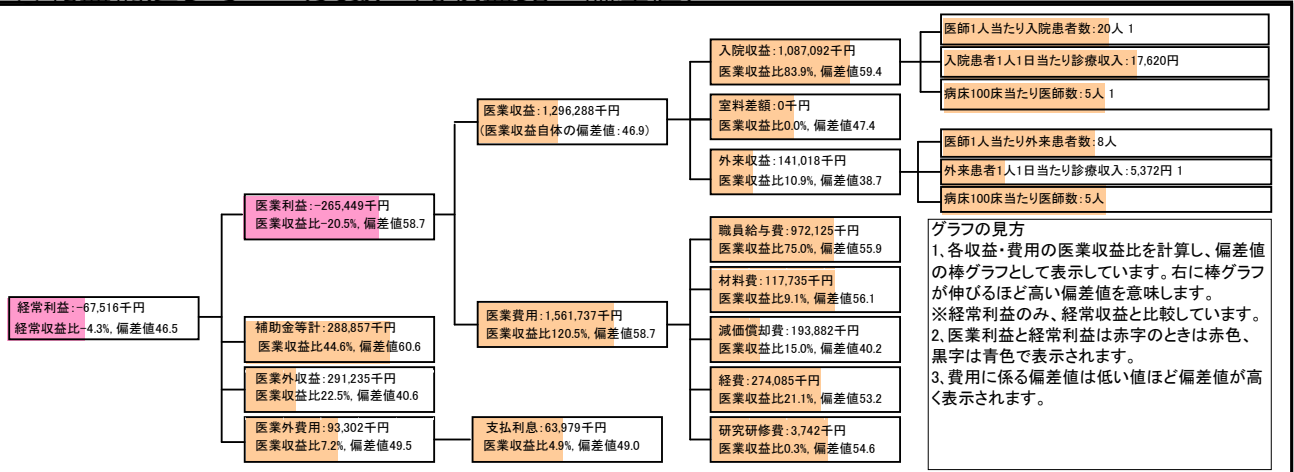 経常利益:-67,516千円
経常収益比-4.3%, 偏差値46.5
医業利益:-265,449千円
医業収益比-20.5%, 偏差値58.7
補助金等計:288,857千円
医業収益比44.6%, 偏差値60.6
医業外収益:291,235千円
医業収益比22.5%, 偏差値40.6
医業外費用:93,302千円
医業収益比7.2%, 偏差値49.5
医業収益:1,296,288千円
(医業収益自体の偏差値:46.9)
医業費用:1,561,737千円
医業収益比120.5%, 偏差値58.7
支払利息:63,979千円
医業収益比4.9%, 偏差値49.0
入院収益:1,087,092千円
医業収益比83.9%, 偏差値59.4
室料差額:0千円
医業収益比0.0%, 偏差値47.4
外来収益:141,018千円
医業収益比10.9%, 偏差値38.7
職員給与費:972,125千円
医業収益比75.0%, 偏差値55.9
材料費:117,735千円
医業収益比9.1%, 偏差値56.1
減価償却費:193,882千円
医業収益比15.0%, 偏差値40.2
経費:274,085千円
医業収益比21.1%, 偏差値53.2
研究研修費:3,742千円
医業収益比0.3%, 偏差値54.6
医師1人当たり入院患者数:20人 1
入院患者1人1日当たり診療収入:17,620円
病床100床当たり医師数:5人 1
医師1人当たり外来患者数:8人
外来患者1人1日当たり診療収入:5,372円 1
病床100床当たり医師数:5人
グラフの見方
1、各収益・費用の医業収益比を計算し、偏差値
の棒グラフとして表示しています。右に棒グラフ
が伸びるほど高い偏差値を意味します。
※経常利益のみ、経常収益と比較しています。
2、医業利益と経常利益は赤字のときは赤色、
黒字は青色で表示されます。
3、費用に係る偏差値は低い値ほど偏差値が高
く表示されます。